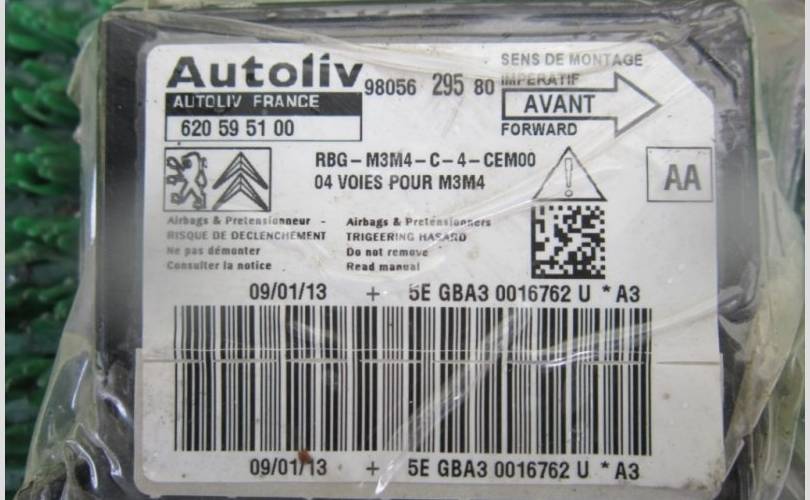 Autoliv 98056 295 80
SENS DE MONTAGE
IMPERATIF
AUTOLIV FRANCE
AVANT
620 59 51 00
FORWARD
RBG-M3M4-C-4-CEM00
04 VOIES POUR M3M4
AA
Airbags & Pretensionneur -
RISQUE DE DECLENCHEMENT
Ne pas démonter
Consulter la notice
Airbags & Pretensionners
TRIGEERING HASARD
Do not remove
Read manual
09/01/13 + 5E GBA3 0016762 U * A3
09/01/13 + 5E GBA3 0016762 U * A3